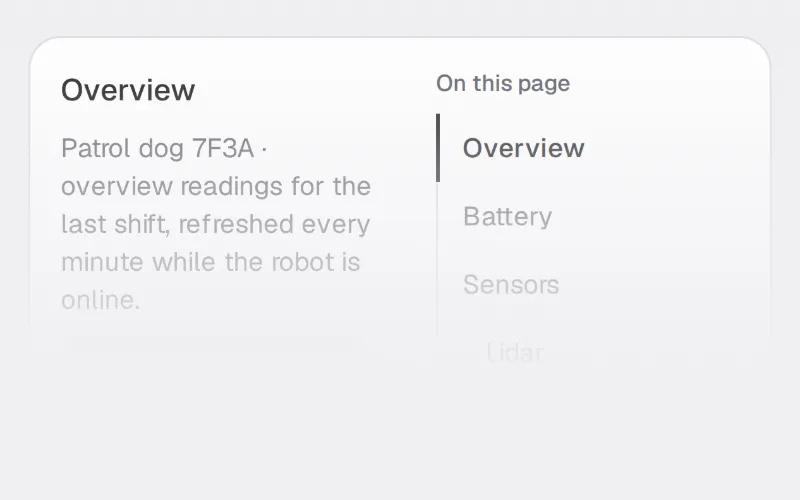 Overview
Patrol dog 7F3A ·
overview readings for the
last shift, refreshed every
minute while the robot is
online.
On this page
Overview
Battery
Sensors
Lidar